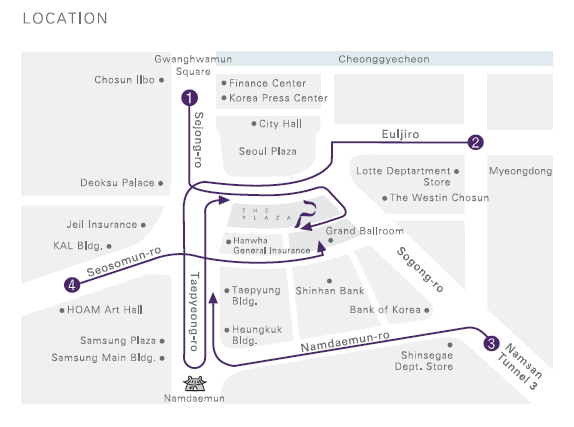 LOCATION
Gwanghwamun
Square
Cheonggyecheon
Chosun Ilbo
Finance Center
Korea Press Center
1
Sejong-ro
City Hall
Euljiro
2
Seoul Plaza
Lotte Deptartment
Store
Myeongdong
Deoksu Palace
The Westin Chosun
THE
PLAZA
P
Jeil Insurance
Grand Ballroom
KAL Bldg.
Hanwha
General Insurance
Seosomun-ro
4
Sogong-ro
Taepyeong-ro
Taepyung
Bldg.
Shinhan Bank
HOAM Art Hall
Bank of Korea
Heungkuk
Bldg.
Namdaemun-ro
Samsung Plaza
Samsung Main Bldg.
3
Shinsegae
Dept. Store
Namsan
Tunnel 3
Namdaemun